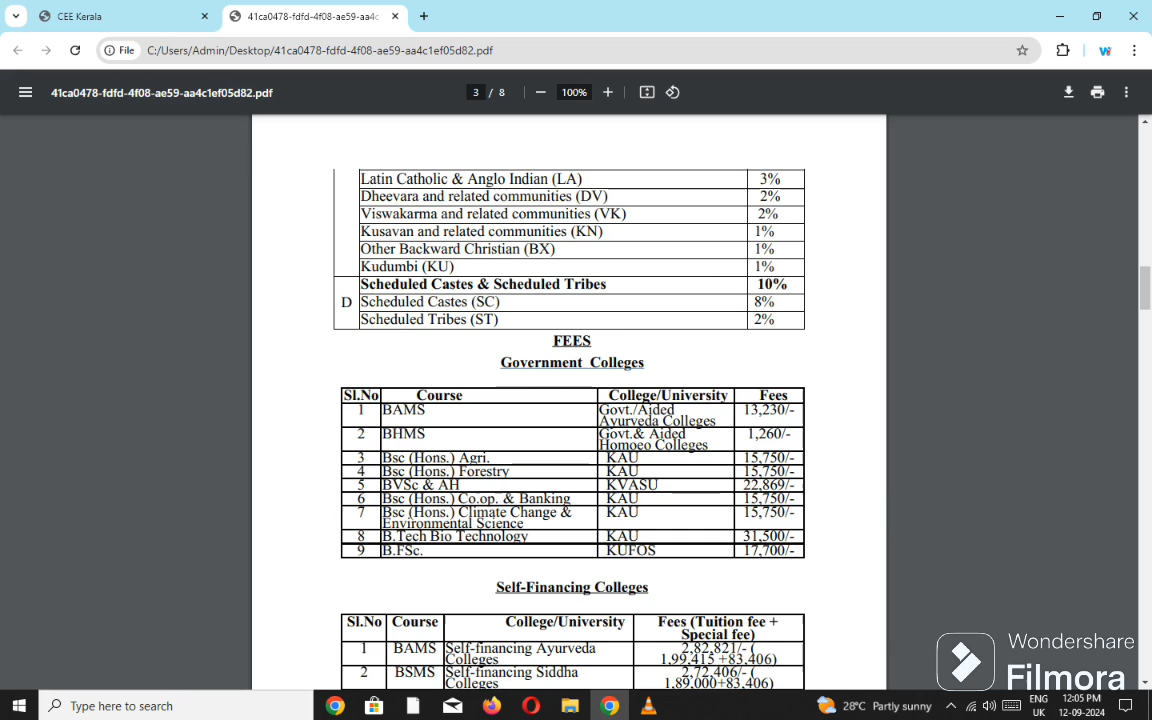 CEE Kerala
41ca0478-fdfd-4f08-ae59-aa4c
File C:/Users/Admin/Desktop/41ca0478-fdfd-4f08-ae59-aa4c1ef05d82.pdf
41ca0478-fdfd-4f08-ae59-aa4c1ef05d82.pdf 3 / 8 100%
Latin Catholic & Anglo Indian (LA) 3%
Dheevara and related communities (DV) 2%
Viswakarma and related communities (VK) 2%
Kusavan and related communities (KN) 1%
Other Backward Christian (BX) 1%
Kudumbi (KU) 1%
Scheduled Castes & Scheduled Tribes 10%
D Scheduled Castes (SC) 8%
Scheduled Tribes (ST) 2%
FEES
Government Colleges
Sl.No Course College/University Fees
1 BAMS Govt./Aided 13,230/-
Ayurveda Colleges
2 BHMS Govt.& Aided 1,260/-
Homoeo Colleges
3 Bsc (Hons.) Agri. KAU 15,750/-
4 Bsc (Hons.) Forestry KAU 15,750/-
5 BVSc & AH KVASU 22,869/-
6 Bsc (Hons.) Co.op. & Banking KAU 15,750/-
7 Bsc (Hons.) Climate Change & KAU 15,750/-
Environmental Science
8 B.Tech Bio Technology KAU 31,500/-
9 B.FSc. KUFOS 17,700/-
Self-Financing Colleges
Sl.No Course College/University Fees (Tuition fee +
Special fee)
1 BAMS Self-financing Ayurveda 2,82,821/- (
Colleges 1,99,415 +83,406)
2 BSMS Self-financing Siddha 2,72,406/- (
Colleges 1,89,000+83,406)
Wondershare
Filmora
Type here to search
28°C Partly sunny
ENG
UK
12:05 PM
12-09-2024